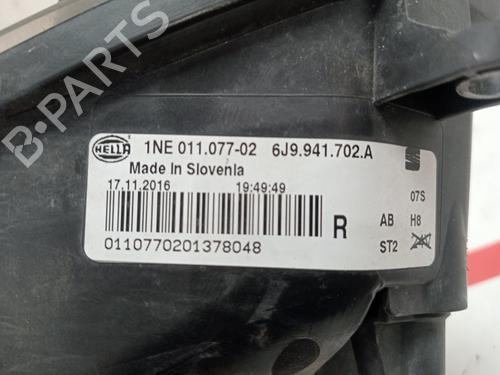 B-PARTS
HELLA
1NE 011.077-02 6J9.941.702.A
Made In Slovenia
17.11.2016 19:49:49
07S
R AB H8
0110770201378048
ST2